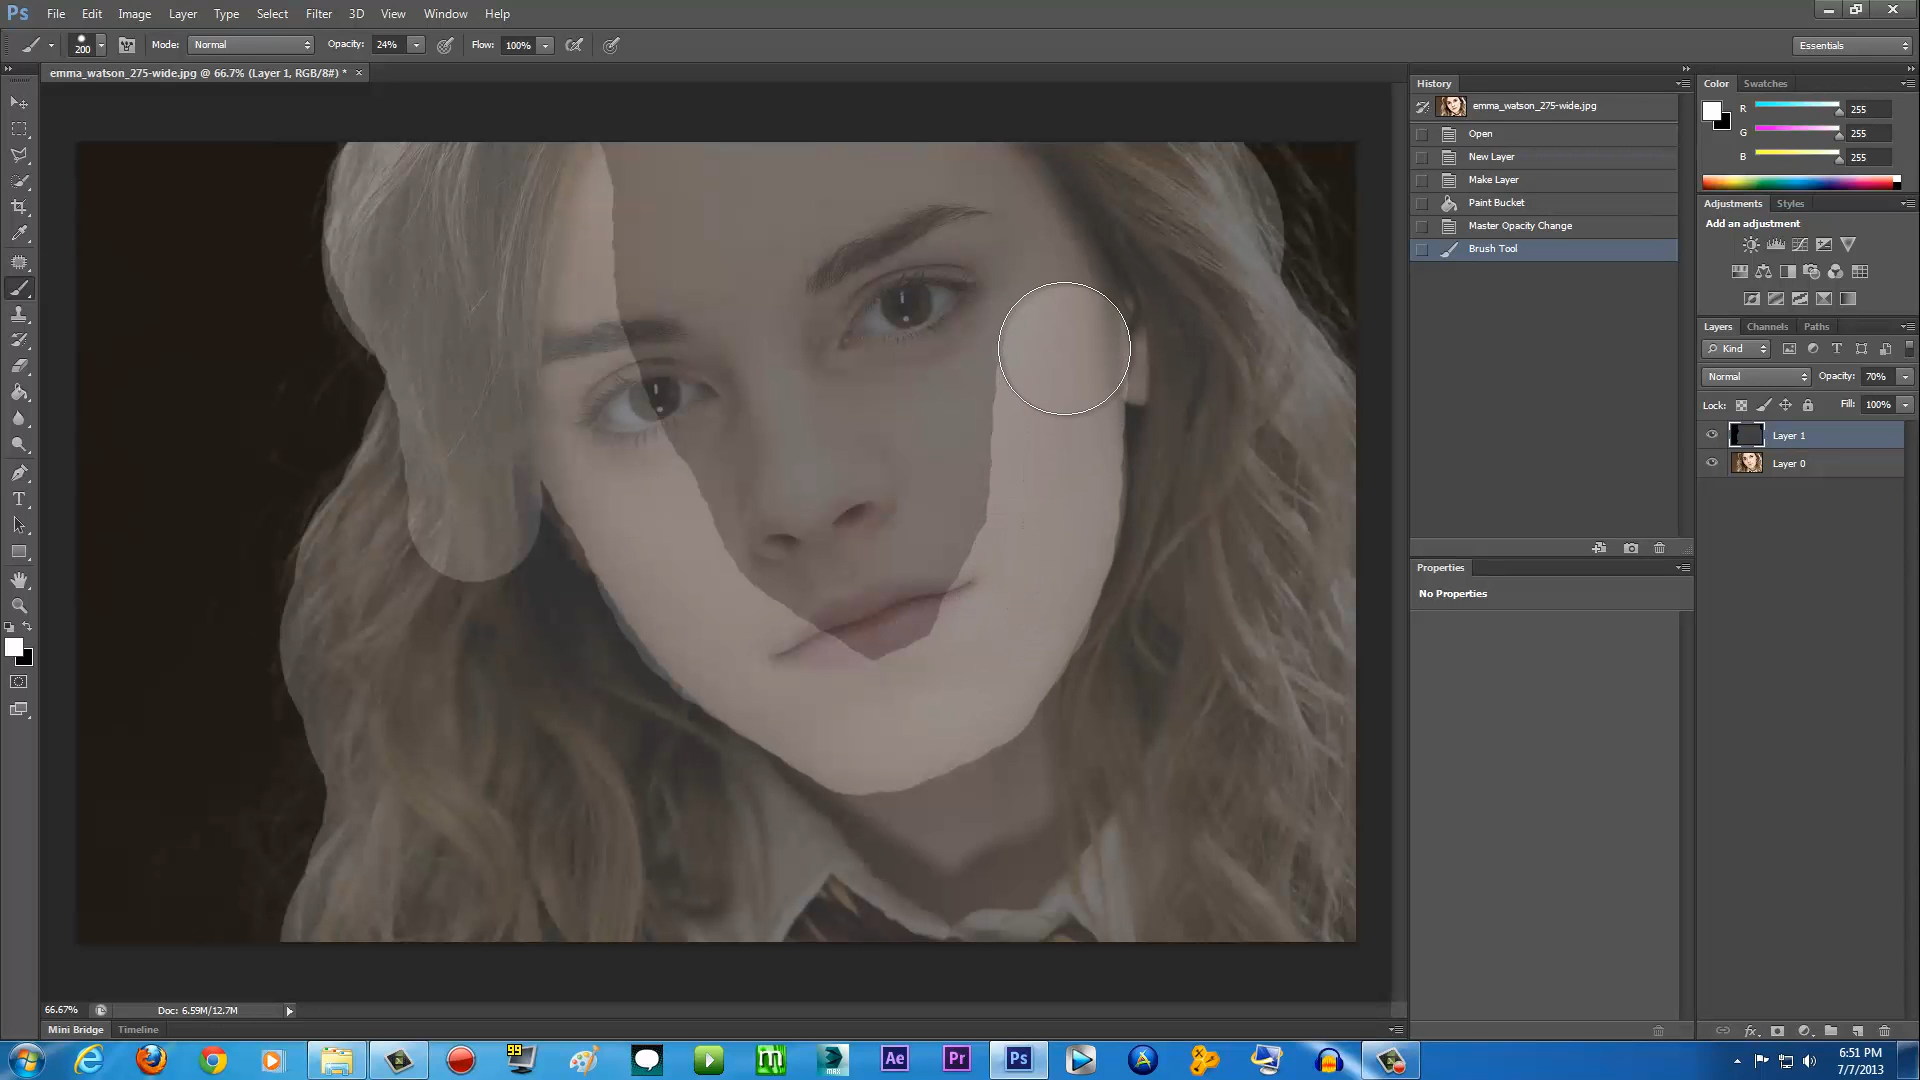 Ps File Edit Image Layer Type Select Filter 3D View Window Help
200 Mode: Normal Opacity: 24% Flow: 100% Essentials
emma_watson_275-wide.jpg @ 66.7% (Layer 1, RGB/8#) * ×
History
emma_watson_275-wide.jpg
Open
New Layer
Make Layer
Paint Bucket
Master Opacity Change
Brush Tool
Properties
No Properties
Color Swatches
R 255
G 255
B 255
Adjustments Styles
Add an adjustment
Layers Channels Paths
Kind
Normal Opacity: 70%
Lock: Fill: 100%
Layer 1
Layer 0
66.67% Doc: 6.59M/12.7M
Mini Bridge Timeline
99 MAX Ae Pr Ps
6:51 PM
7/7/2013